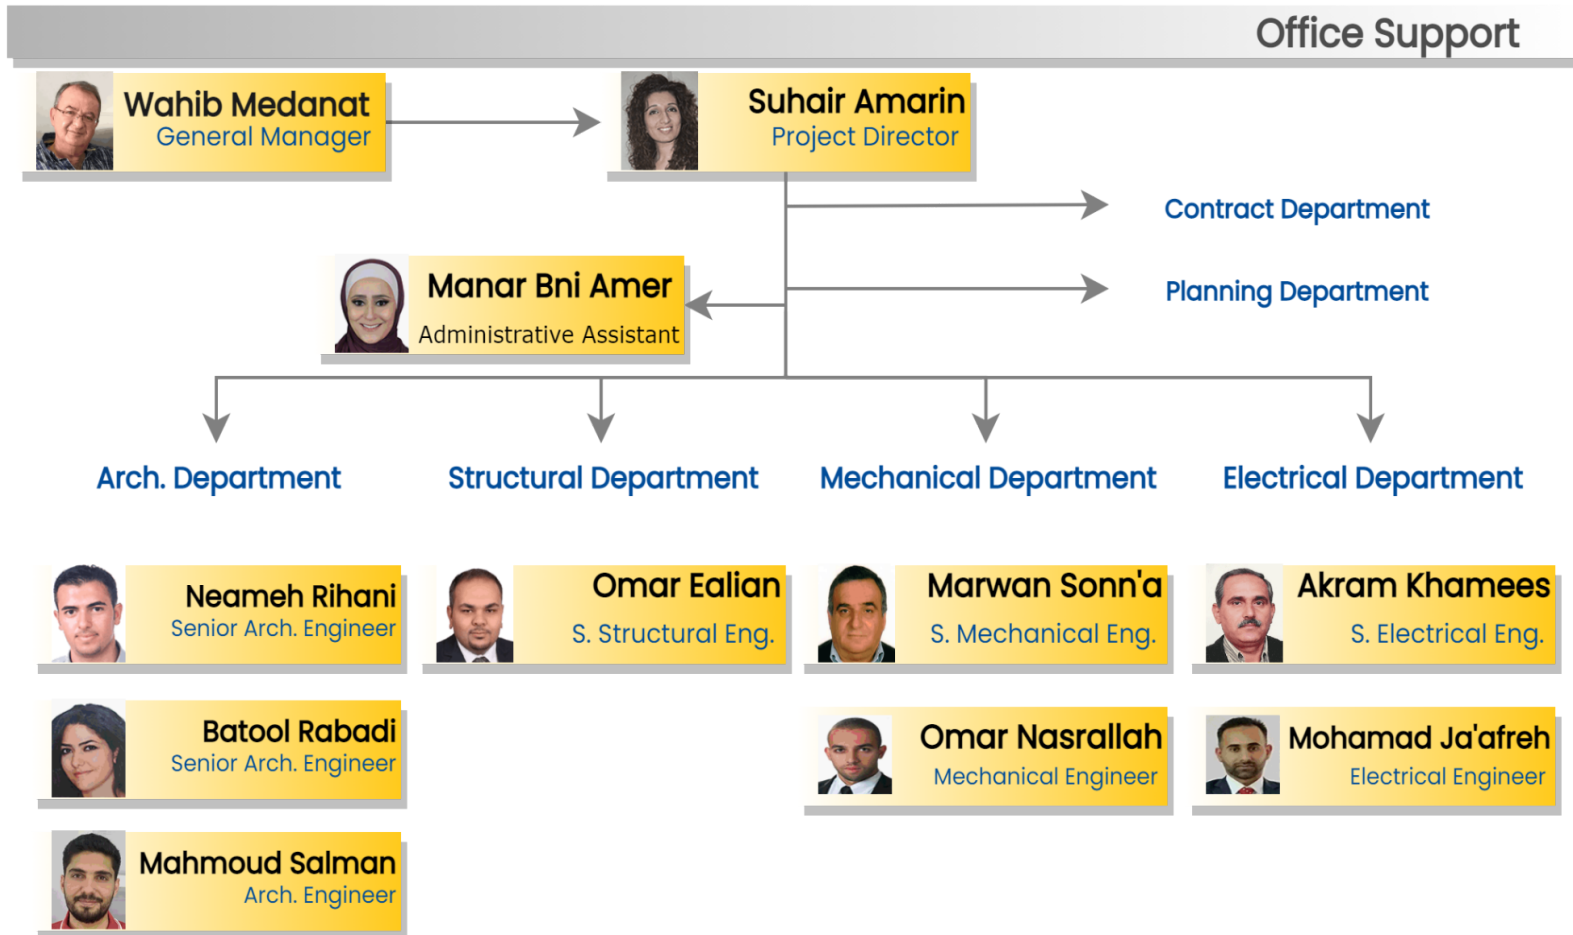 Office Support
Wahib Medanat
General Manager
Suhair Amarin
Project Director
Contract Department
Planning Department
Manar Bni Amer
Administrative Assistant
Arch. Department
Structural Department
Mechanical Department
Electrical Department
Neameh Rihani
Senior Arch. Engineer
Omar Ealian
S. Structural Eng.
Marwan Sonn'a
S. Mechanical Eng.
Akram Khamees
S. Electrical Eng.
Batool Rabadi
Senior Arch. Engineer
Omar Nasrallah
Mechanical Engineer
Mohamad Ja'afreh
Electrical Engineer
Mahmoud Salman
Arch. Engineer